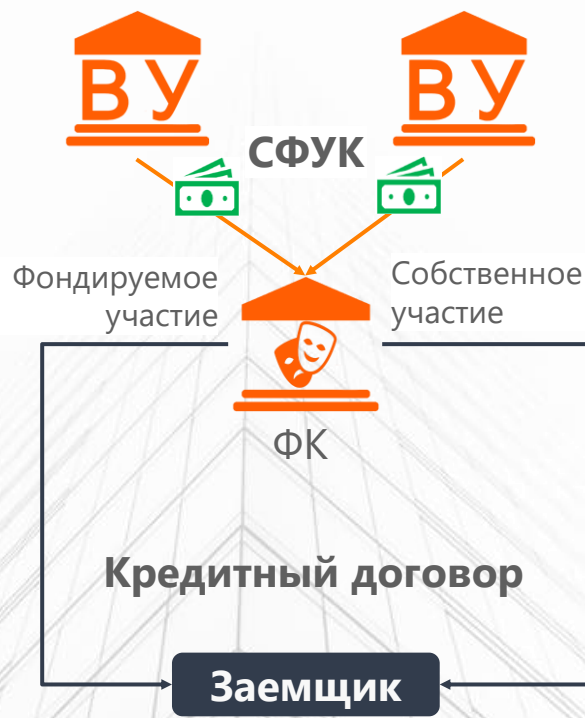 ВУ
ВУ
СФУК
Фондируемое
участие
Собственное
участие
ФК
Кредитный договор
Заемщик